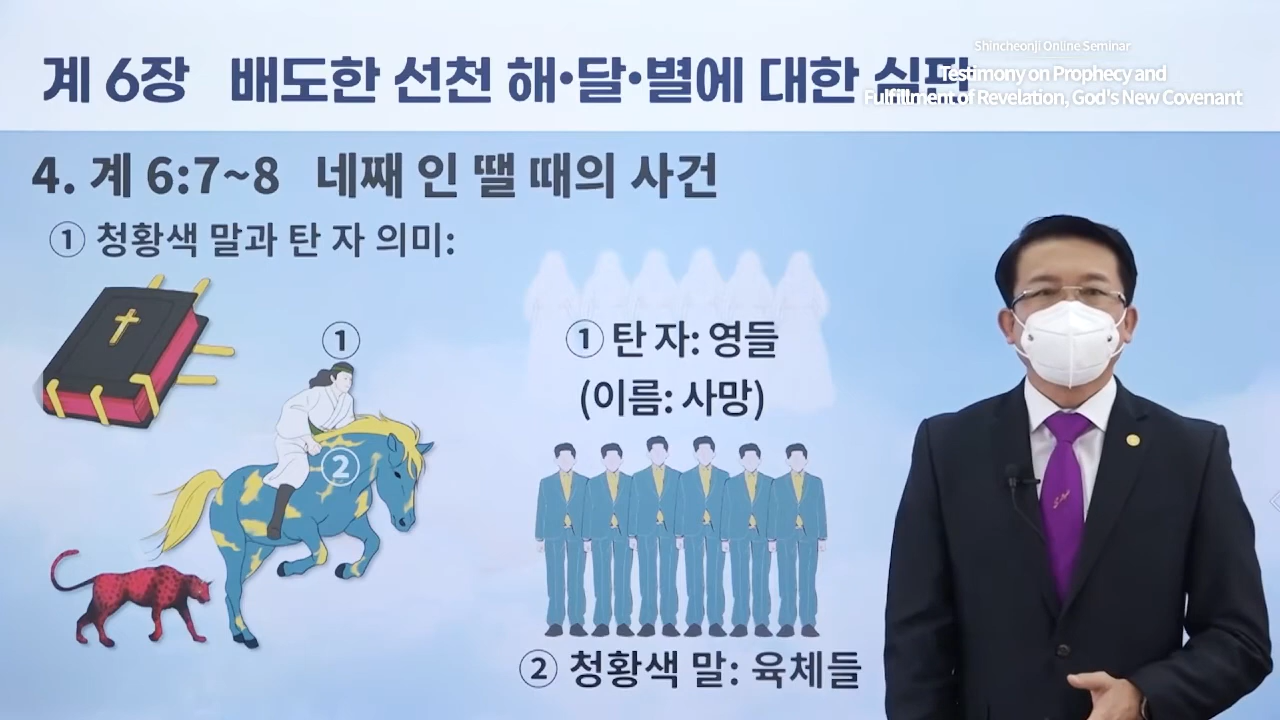 Shincheonji Online Seminar
계 6장 배도한 선천 해·달·별에 대한 심판
Testimony on Prophecy and
Fulfillment of Revelation, God's New Covenant
4. 계 6:7~8 네째 인 뗄 때의 사건
① 청황색 말과 탄 자 의미:
①
① 탄 자: 영들
(이름: 사망)
②
② 청황색 말: 육체들